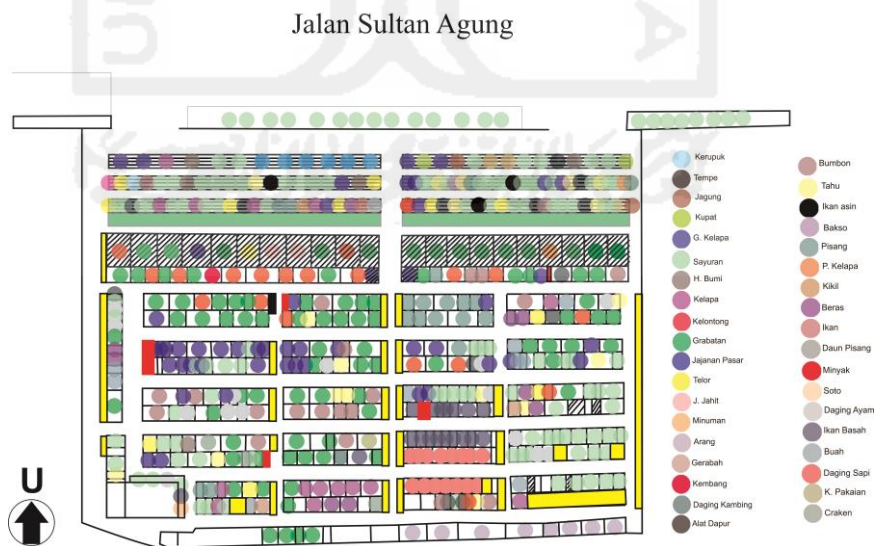 Jalan Sultan Agung
Kerupuk
Tempe
Jagung
Kupat
G. Kelapa
Sayuran
H. Bumi
Kelapa
Kelontong
Grabatan
Jajanan Pasar
Telor
J. Jahit
Minuman
Arang
Gerabah
Kembang
Daging Kambing
Alat Dapur
Bumbon
Tahu
Ikan asin
Bakso
Pisang
P. Kelapa
Kikil
Beras
Ikan
Daun Pisang
Minyak
Soto
Daging Ayam
Ikan Basah
Buah
Daging Sapi
K. Pakaian
Craken
U